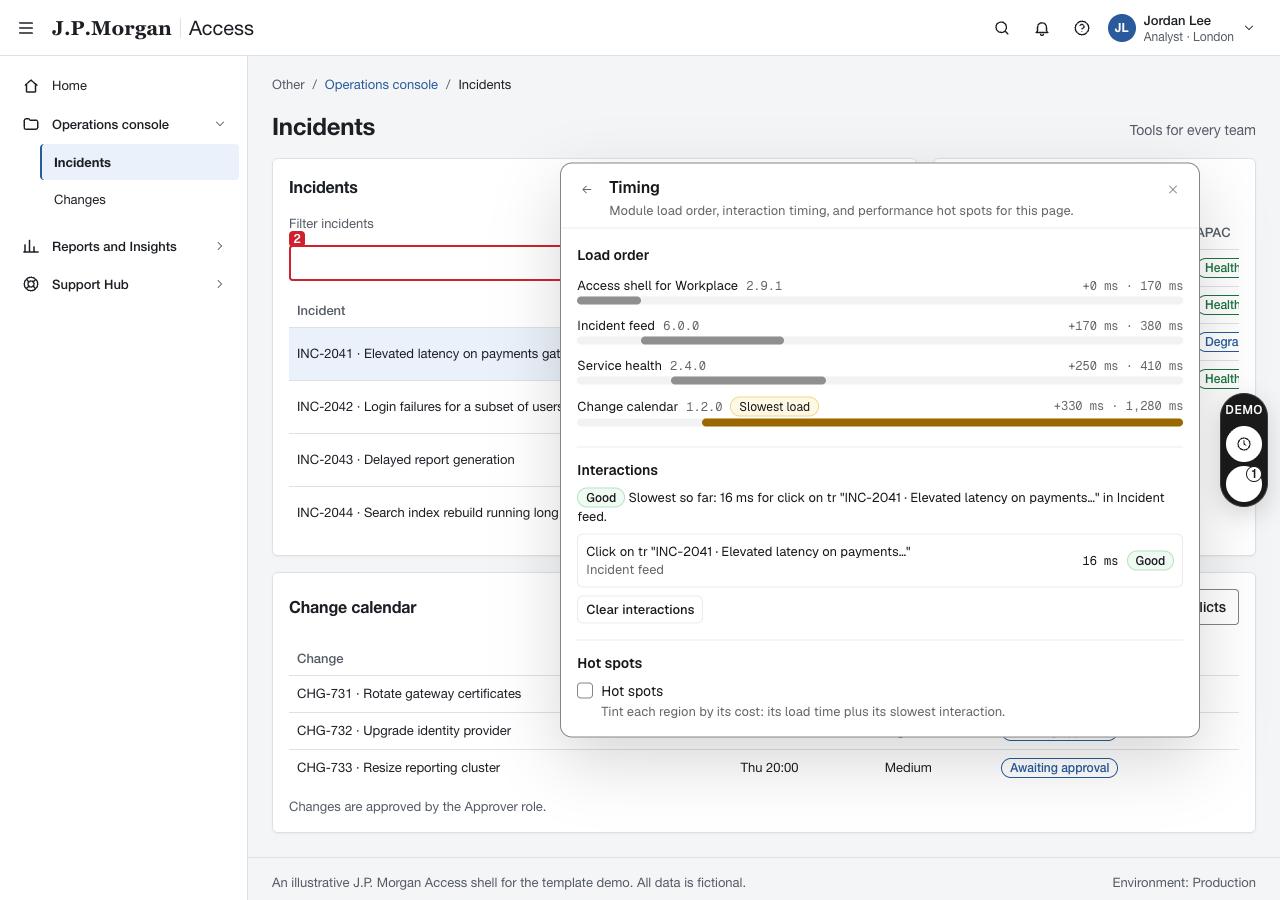 J.P.Morgan Access
JL
Jordan Lee
Analyst · London
Home
Operations console
Incidents
Changes
Reports and Insights
Support Hub
Other / Operations console / Incidents
Incidents
Tools for every team
Incidents
Filter incidents
2
Incident
INC-2041 · Elevated latency on payments gat
INC-2042 · Login failures for a subset of users
INC-2043 · Delayed report generation
INC-2044 · Search index rebuild running long
APAC
Health
Health
Degra
Health
Timing
Module load order, interaction timing, and performance hot spots for this page.
Load order
Access shell for Workplace 2.9.1 +0 ms · 170 ms
Incident feed 6.0.0 +170 ms · 380 ms
Service health 2.4.0 +250 ms · 410 ms
Change calendar 1.2.0 Slowest load +330 ms · 1,280 ms
Interactions
Good Slowest so far: 16 ms for click on tr "INC-2041 · Elevated latency on payments…" in Incident
feed.
Click on tr "INC-2041 · Elevated latency on payments…"
Incident feed
16 ms Good
Clear interactions
Hot spots
Hot spots
Tint each region by its cost: its load time plus its slowest interaction.
DEMO
1
Change calendar
licts
Change
CHG-731 · Rotate gateway certificates
CHG-732 · Upgrade identity provider
CHG-733 · Resize reporting cluster Thu 20:00 Medium Awaiting approval
Changes are approved by the Approver role.
An illustrative J.P. Morgan Access shell for the template demo. All data is fictional.
Environment: Production